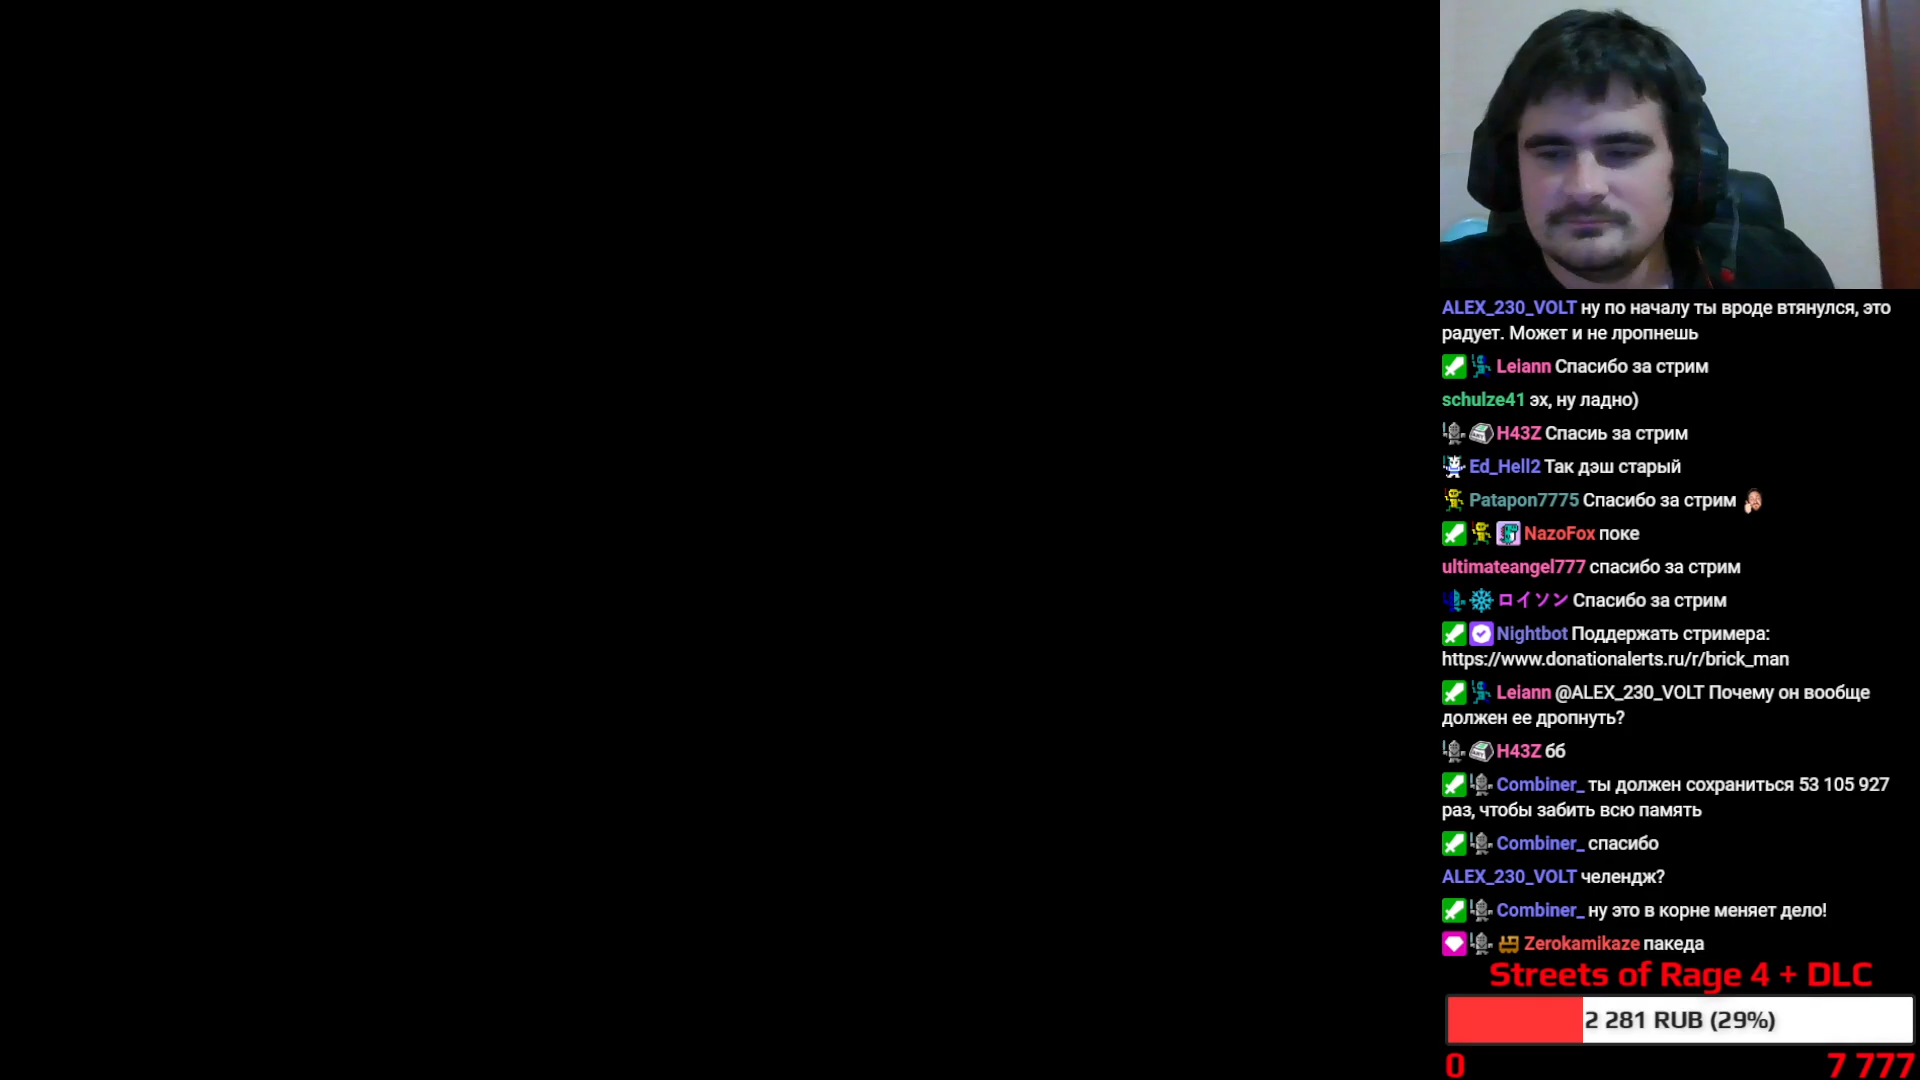 ALEX_230_VOLT ну по началу ты вроде втянулся, это
радует. Может и не лропнешь
Leiann Спасибо за стрим
schulze41 эх, ну ладно)
H43Z Спасиь за стрим
Ed_Hell2 Так дэш старый
Patapon7775 Спасибо за стрим
NazoFox поке
ultimateangel777 спасибо за стрим
ロイソン Спасибо за стрим
Nightbot Поддержать стримера:
https://www.donationalerts.ru/r/brick_man
Leiann @ALEX_230_VOLT Почему он вообще
должен ее дропнуть?
H43Z бб
Combiner_ ты должен сохраниться 53 105 927
раз, чтобы забить всю память
Combiner_ спасибо
ALEX_230_VOLT челендж?
Combiner_ ну это в корне меняет дело!
Zerokamikaze пакеда
Streets of Rage 4 + DLC
2 281 RUB (29%)
0 7 777